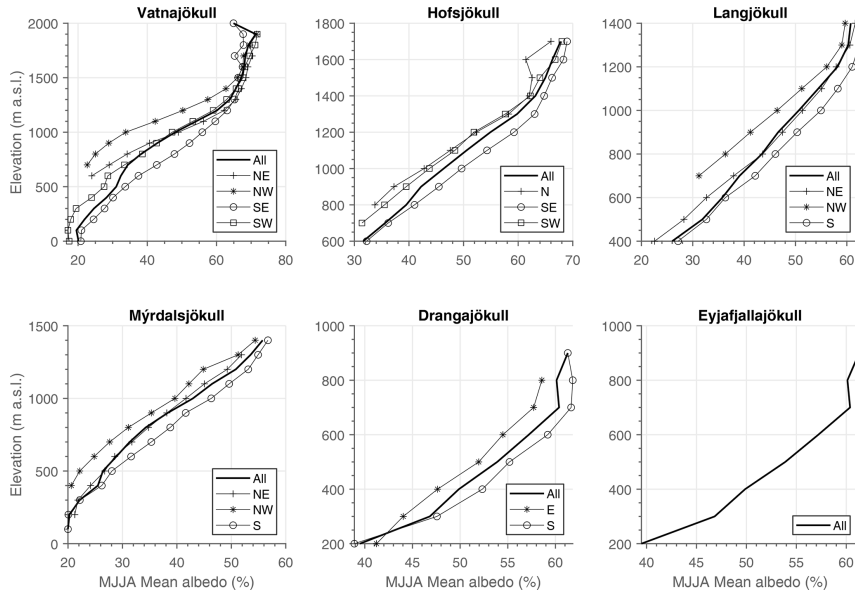 Vatnajökull
2000
1500
1000
500
0
Elevation (m a.s.l.)
20
40
60
80
All
NE
NW
SE
SW
Hofsjökull
1800
1600
1400
1200
1000
800
600
30
40
50
60
70
All
N
SE
SW
Langjökull
1400
1200
1000
800
600
400
20
30
40
50
60
All
NE
NW
S
Mýrdalsjökull
1500
1000
500
0
Elevation (m a.s.l.)
20
30
40
50
60
MJJA Mean albedo (%)
All
NE
NW
S
Drangajökull
1000
800
600
400
200
40
45
50
55
60
MJJA Mean albedo (%)
All
E
S
Eyjafjallajökull
1000
800
600
400
200
40
45
50
55
60
MJJA Mean albedo (%)
All